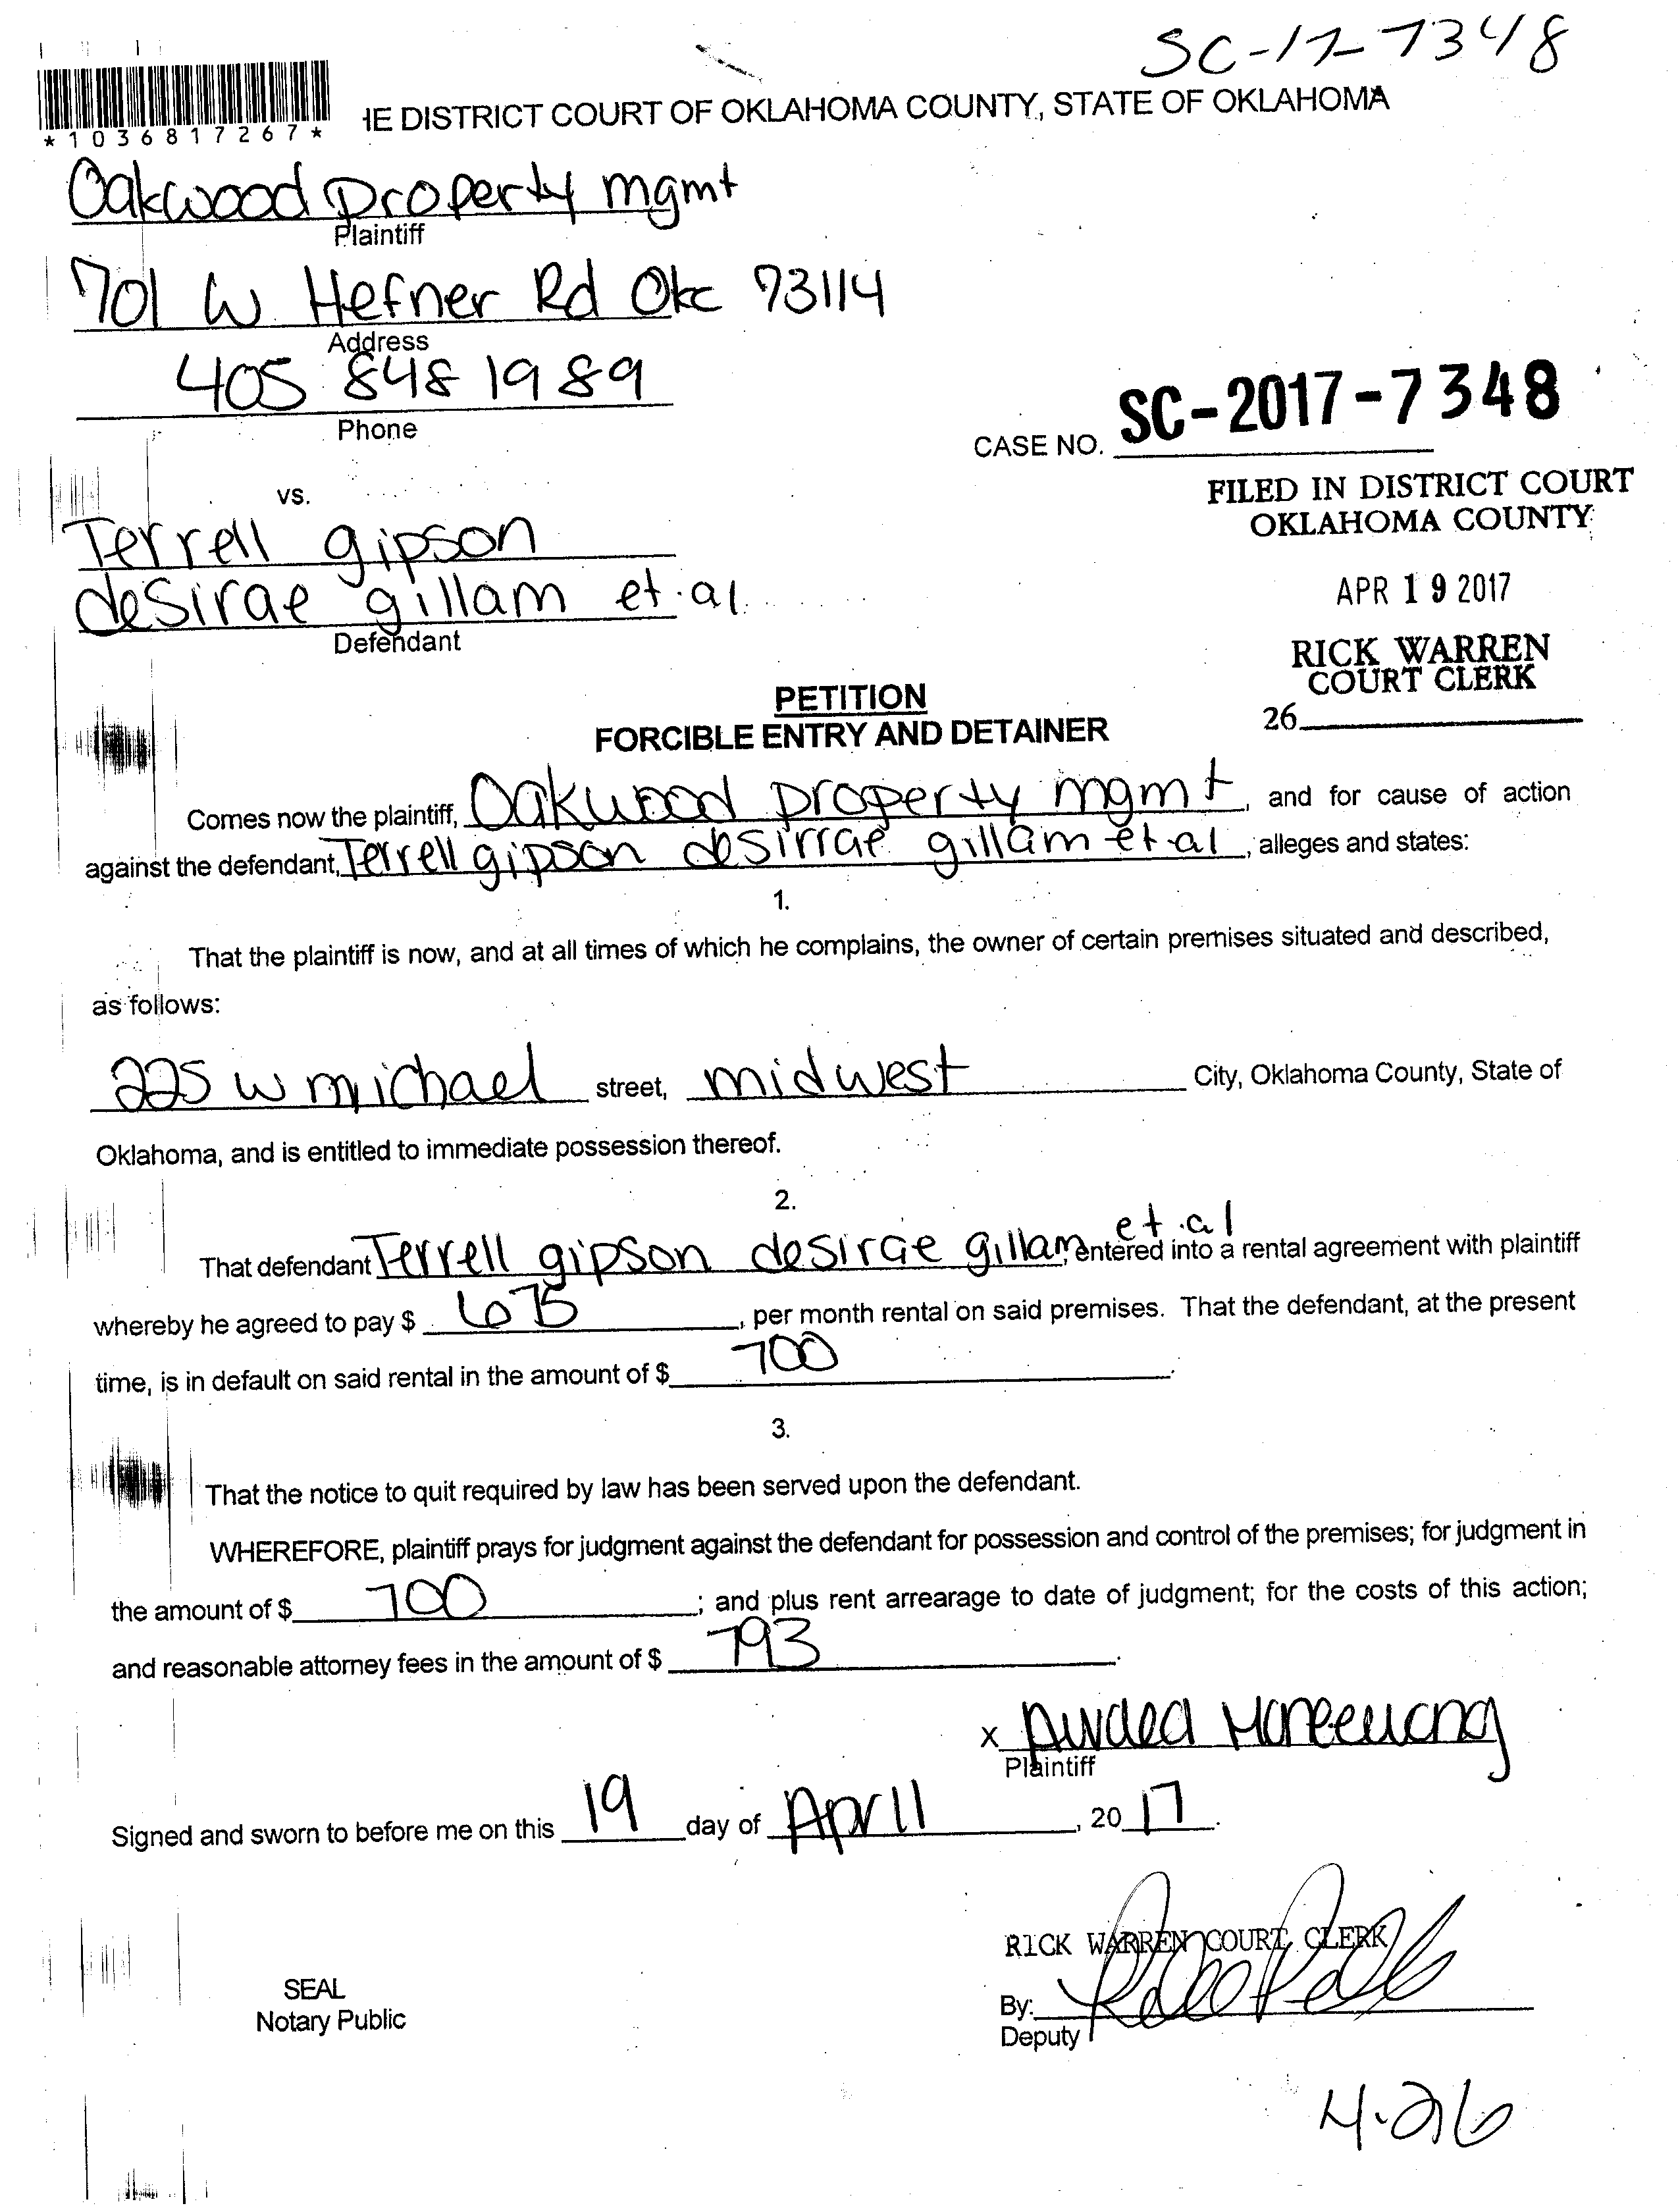 SC-17-7348
*1036817267*
HE DISTRICT COURT OF OKLAHOMA COUNTY, STATE OF OKLAHOMA
Oakwood property mgmt
Plaintiff
701 W Hefner Rd Okc 73114
Address
405 848 1989
Phone
CASE NO. SC-2017-7348
vs.
FILED IN DISTRICT COURT
OKLAHOMA COUNTY
Terrell gipson
desirae gillam et.al.
Defendant
APR 19 2017
RICK WARREN
COURT CLERK
26
PETITION
FORCIBLE ENTRY AND DETAINER
Comes now the plaintiff, Oakwood property mgmt, and for cause of action
against the defendant, Terrell gipson desirrae gillam et.al, alleges and states:
1.
That the plaintiff is now, and at all times of which he complains, the owner of certain premises situated and described,
as follows:
225 w michael street, midwest City, Oklahoma County, State of
Oklahoma, and is entitled to immediate possession thereof.
2.
That defendant Terrell gipson desirae gillam et.al, entered into a rental agreement with plaintiff
whereby he agreed to pay $ 675, per month rental on said premises. That the defendant, at the present
time, is in default on said rental in the amount of $ 700.
3.
That the notice to quit required by law has been served upon the defendant.
WHEREFORE, plaintiff prays for judgment against the defendant for possession and control of the premises; for judgment in
the amount of $ 700; and plus rent arrearage to date of judgment; for the costs of this action;
and reasonable attorney fees in the amount of $ 793.
x
Plaintiff
Signed and sworn to before me on this 19 day of April, 2017.
RICK WARREN COURT CLERK
SEAL
Notary Public
By:
Deputy
4.26